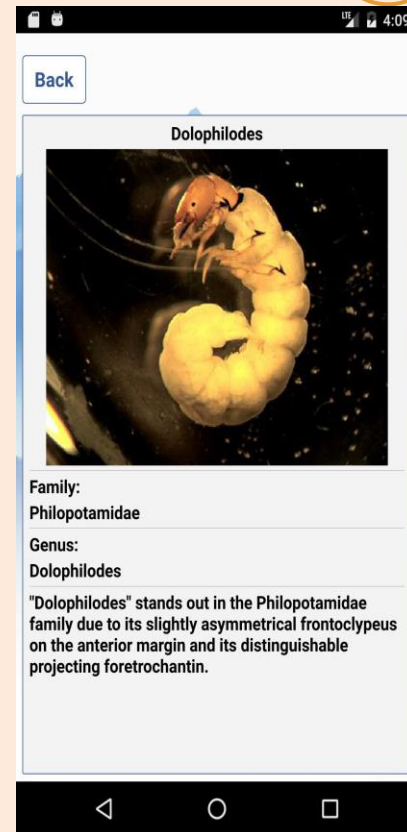 LTE 4:09
Back
Dolophilodes
Family:
Philopotamidae
Genus:
Dolophilodes
"Dolophilodes" stands out in the Philopotamidae
family due to its slightly asymmetrical frontoclypeus
on the anterior margin and its distinguishable
projecting foretrochantin.